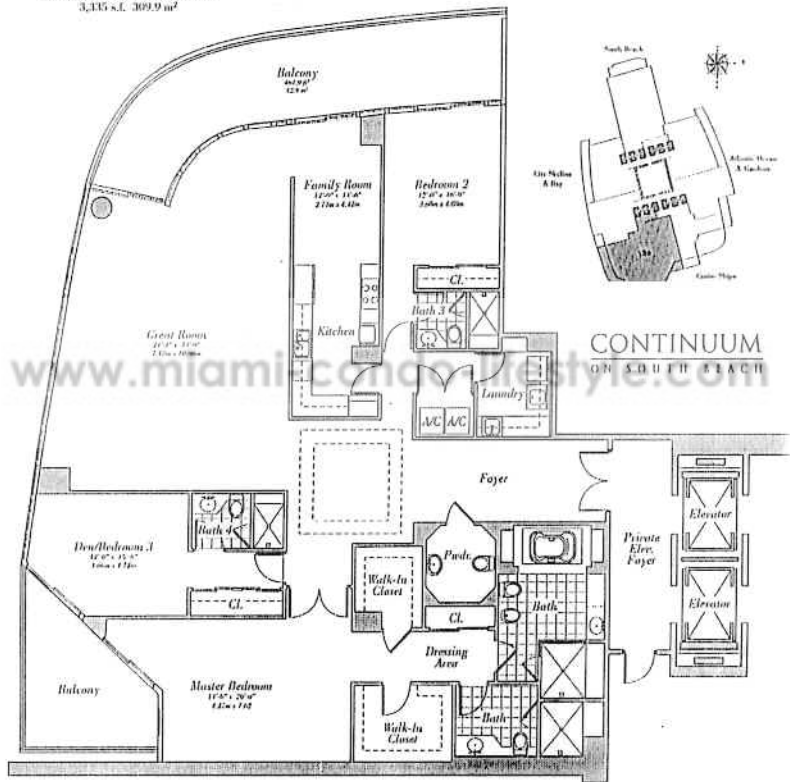 3,335 s.f. 309.9 m²
Balcony
South Beach
City Skyline
& Bay
Atlantic Ocean
& Gardens
Family Room
Bedroom 2
Cl.
Bath 3
Kitchen
Great Room
CONTINUUM
ON SOUTH BEACH
www.miami-condo-lifestyle.com
Laundry
A/C A/C
Foyer
Bath 4
Den/Bedroom 3
Cl.
Walk-In
Closet
Pwdr.
Cl.
Bath
Private
Elev.
Foyer
Elevator
Elevator
Dressing
Area
Balcony
Master Bedroom
Walk-In
Closet
Bath